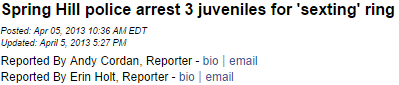 Spring Hill police arrest 3 juveniles for 'sexting' ring
Posted: Apr 05, 2013 10:36 AM EDT
Updated: April 5, 2013 5:27 PM
Reported By Andy Cordan, Reporter - bio | email
Reported By Erin Holt, Reporter - bio | email